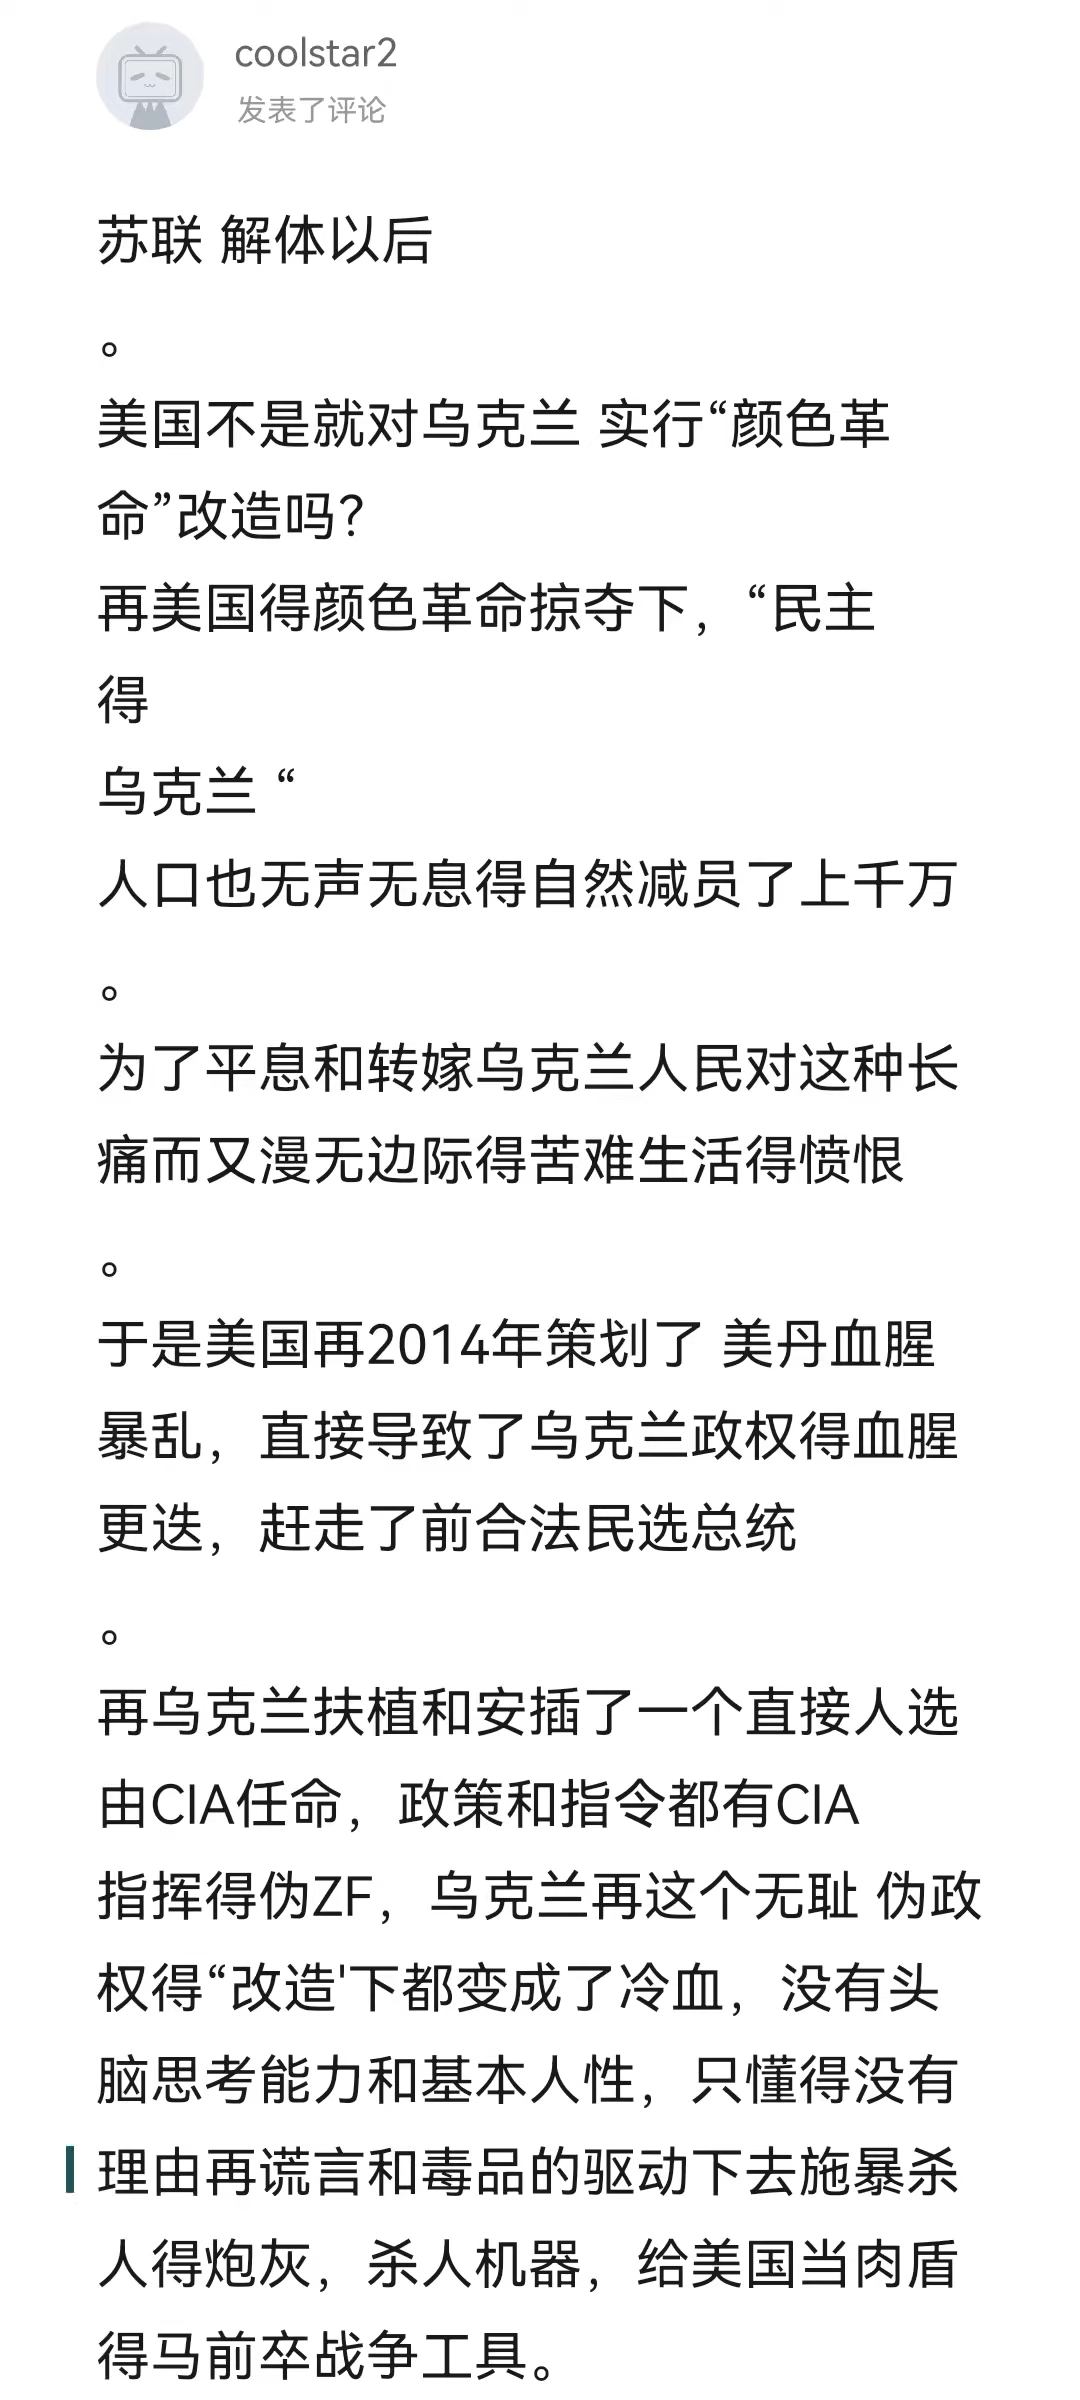 coolstar2
发表了评论
苏联 解体以后
。
美国不是就对乌克兰 实行“颜色革
命”改造吗？
再美国得颜色革命掠夺下，“民主
得
乌克兰 “
人口也无声无息得自然减员了上千万
。
为了平息和转嫁乌克兰人民对这种长
痛而又漫无边际得苦难生活得愤恨
。
于是美国再2014年策划了 美丹血腥
暴乱，直接导致了乌克兰政权得血腥
更迭，赶走了前合法民选总统
。
再乌克兰扶植和安插了一个直接人选
由CIA任命，政策和指令都有CIA
指挥得伪ZF，乌克兰再这个无耻 伪政
权得“改造'下都变成了冷血，没有头
脑思考能力和基本人性，只懂得没有
理由再谎言和毒品的驱动下去施暴杀
人得炮灰，杀人机器，给美国当肉盾
得马前卒战争工具。